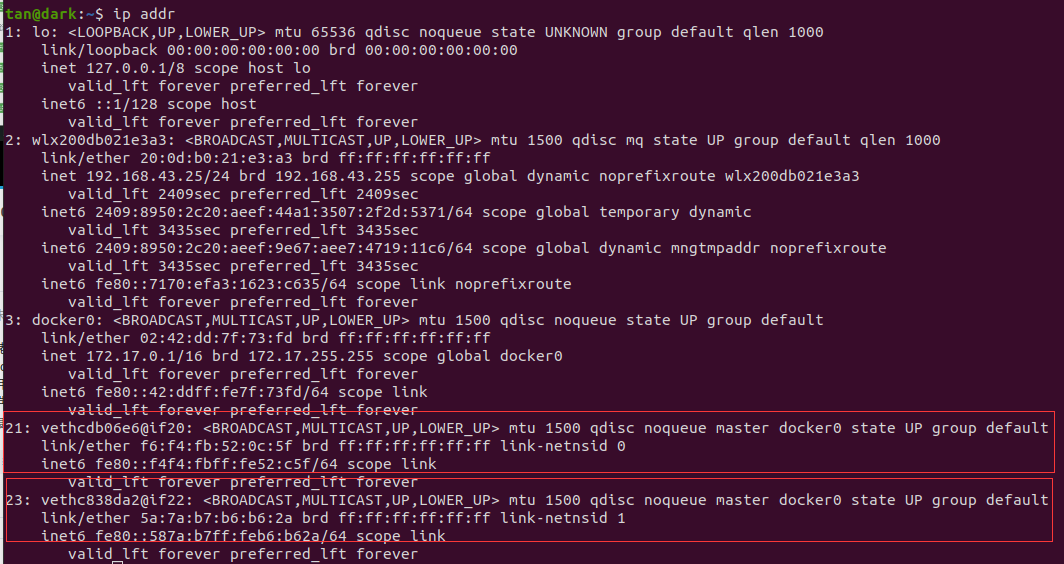 tan@dark:~$ ip addr
1: lo: <LOOPBACK,UP,LOWER_UP> mtu 65536 qdisc noqueue state UNKNOWN group default qlen 1000
link/loopback 00:00:00:00:00:00 brd 00:00:00:00:00:00
inet 127.0.0.1/8 scope host lo
valid_lft forever preferred_lft forever
inet6 ::1/128 scope host
valid_lft forever preferred_lft forever
2: wlx200db021e3a3: <BROADCAST,MULTICAST,UP,LOWER_UP> mtu 1500 qdisc mq state UP group default qlen 1000
link/ether 20:0d:b0:21:e3:a3 brd ff:ff:ff:ff:ff:ff
inet 192.168.43.25/24 brd 192.168.43.255 scope global dynamic noprefixroute wlx200db021e3a3
valid_lft 2409sec preferred_lft 2409sec
inet6 2409:8950:2c20:aeef:44a1:3507:2f2d:5371/64 scope global temporary dynamic
valid_lft 3435sec preferred_lft 3435sec
inet6 2409:8950:2c20:aeef:9e67:aee7:4719:11c6/64 scope global dynamic mngtmpaddr noprefixroute
valid_lft 3435sec preferred_lft 3435sec
inet6 fe80::7170:efa3:1623:c635/64 scope link noprefixroute
valid_lft forever preferred_lft forever
3: docker0: <BROADCAST,MULTICAST,UP,LOWER_UP> mtu 1500 qdisc noqueue state UP group default
link/ether 02:42:dd:7f:73:fd brd ff:ff:ff:ff:ff:ff
inet 172.17.0.1/16 brd 172.17.255.255 scope global docker0
valid_lft forever preferred_lft forever
inet6 fe80::42:ddff:fe7f:73fd/64 scope link
valid_lft forever preferred_lft forever
21: vethcdb06e6@if20: <BROADCAST,MULTICAST,UP,LOWER_UP> mtu 1500 qdisc noqueue master docker0 state UP group default
link/ether f6:f4:fb:52:0c:5f brd ff:ff:ff:ff:ff:ff link-netnsid 0
inet6 fe80::f4f4:fbff:fe52:c5f/64 scope link
valid_lft forever preferred_lft forever
23: vethc838da2@if22: <BROADCAST,MULTICAST,UP,LOWER_UP> mtu 1500 qdisc noqueue master docker0 state UP group default
link/ether 5a:7a:b7:b6:b6:2a brd ff:ff:ff:ff:ff:ff link-netnsid 1
inet6 fe80::587a:b7ff:feb6:b62a/64 scope link
valid_lft forever preferred_lft forever